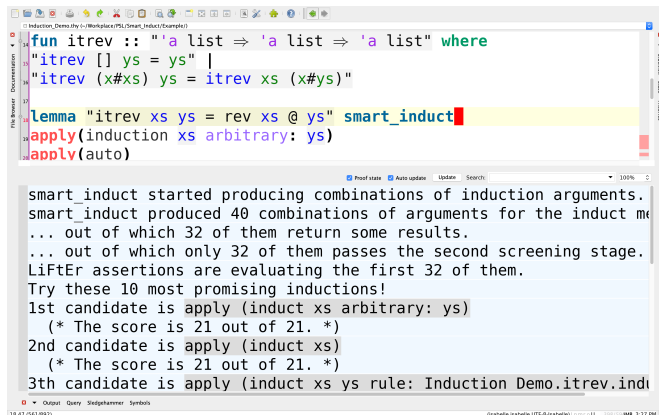 Induction_Demo.thy (~/Workplace/PSL/Smart_Induct/Example/)
fun itrev :: "'a list ⇒ 'a list ⇒ 'a list" where
"itrev [] ys = ys" |
"itrev (x#xs) ys = itrev xs (x#ys)"
lemma "itrev xs ys = rev xs @ ys" smart_induct
apply(induction xs arbitrary: ys)
apply(auto)
File Browser Documentation
Proof state Auto update Update Search: 100%
smart_induct started producing combinations of induction arguments.
smart_induct produced 40 combinations of arguments for the induct me
... out of which 32 of them return some results.
... out of which only 32 of them passes the second screening stage.
LiFtEr assertions are evaluating the first 32 of them.
Try these 10 most promising inductions!
1st candidate is apply (induct xs arbitrary: ys)
(* The score is 21 out of 21. *)
2nd candidate is apply (induct xs)
(* The score is 21 out of 21. *)
3th candidate is apply (induct xs ys rule: Induction_Demo.itrev.indu
Output Query Sledgehammer Symbols